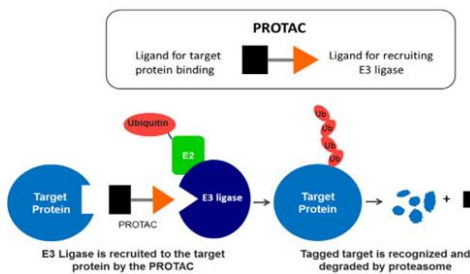 PROTAC
Ligand for target
protein binding
Ligand for recruiting
E3 ligase
Ubiquitin
E2
E3 ligase
Target
Protein
PROTAC
Ub
Ub
Ub
Ub
Target
Protein
+
E3 Ligase is recruited to the target
protein by the PROTAC
Tagged target is recognized and
degraded by proteasome